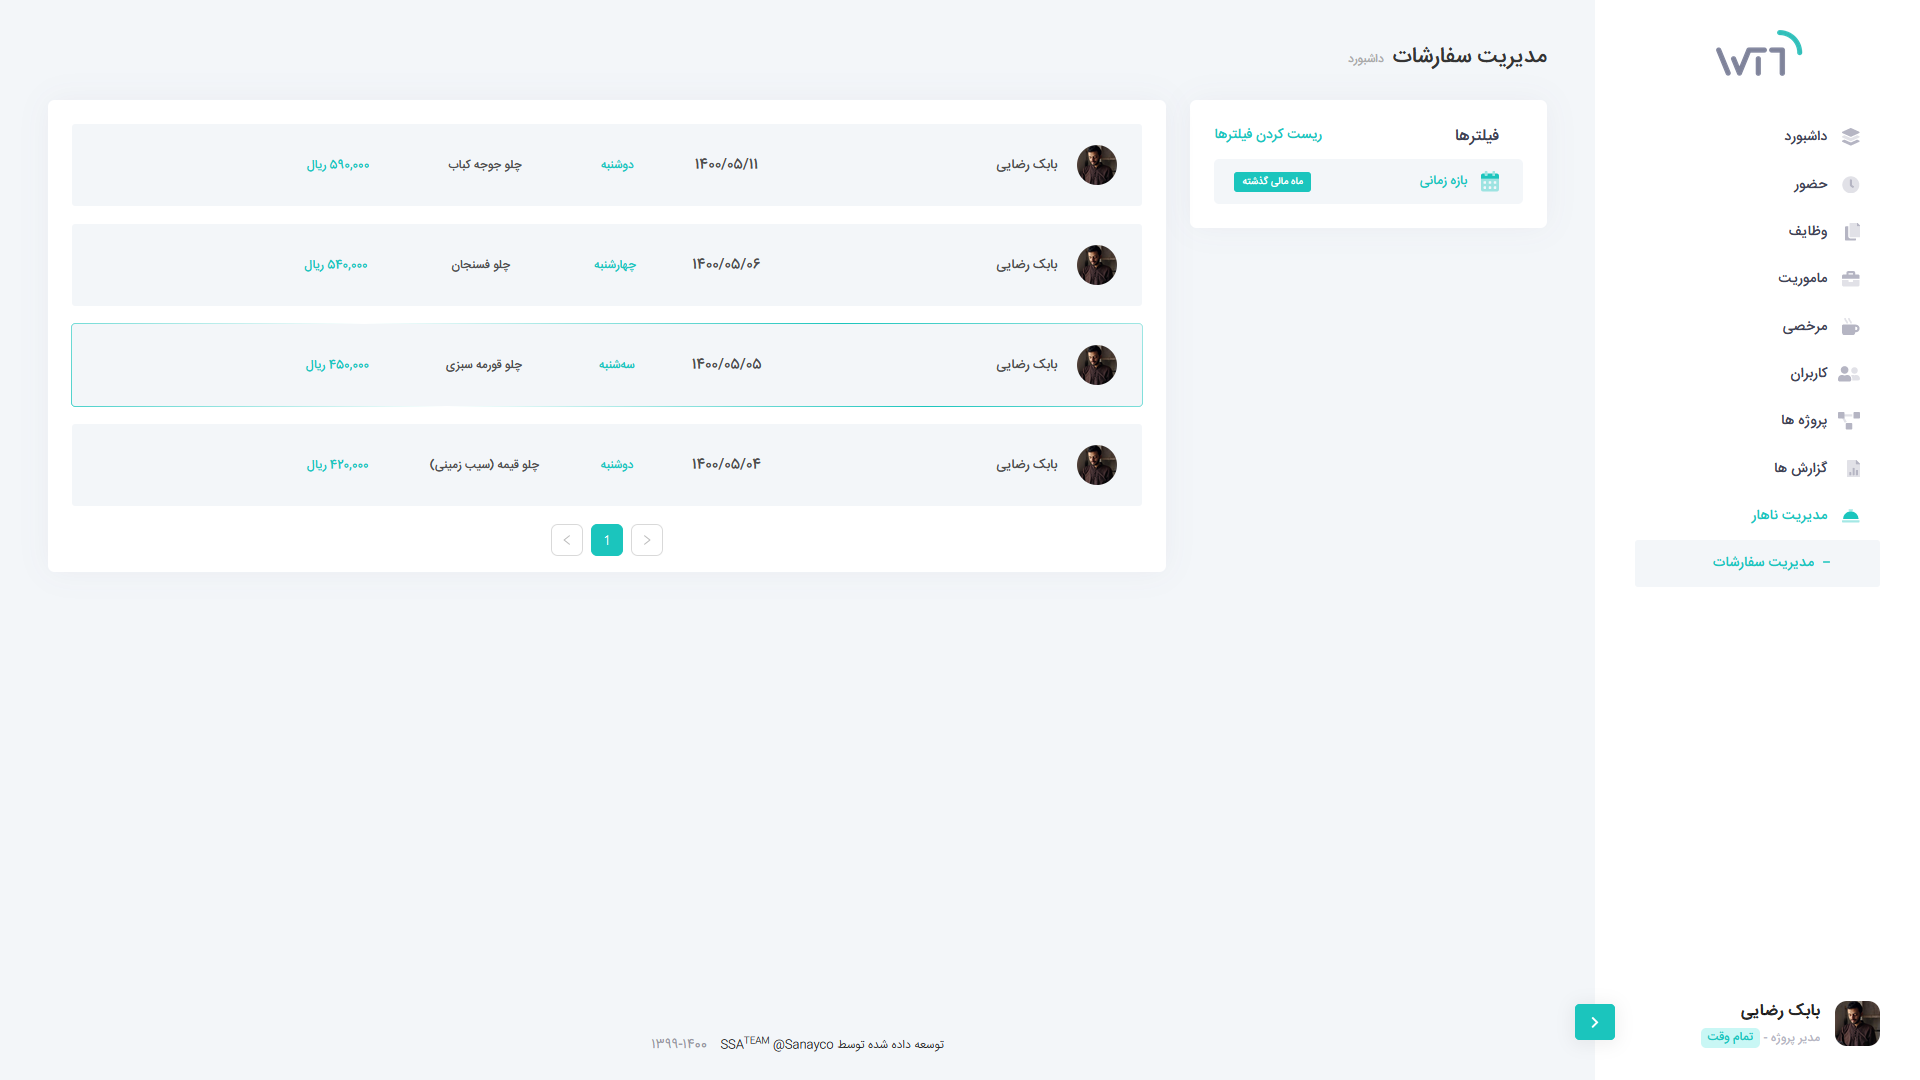 WIT
داشبورد
حضور
وظایف
ماموریت
مرخصی
کاربران
پروژه ها
گزارش ها
مدیریت ناهار
– مدیریت سفارشات
بابک رضایی
مدیر پروژه - تمام وقت
مدیریت سفارشات داشبورد
فیلترها ریست کردن فیلترها
بازه زمانی ماه مالی گذشته
بابک رضایی ۱۴۰۰/۰۵/۱۱ دوشنبه چلو جوجه کباب ۵۹۰,۰۰۰ ریال
بابک رضایی ۱۴۰۰/۰۵/۰۶ چهارشنبه چلو فسنجان ۵۴۰,۰۰۰ ریال
بابک رضایی ۱۴۰۰/۰۵/۰۵ سه‌شنبه چلو قورمه سبزی ۴۵۰,۰۰۰ ریال
بابک رضایی ۱۴۰۰/۰۵/۰۴ دوشنبه چلو قیمه (سیب زمینی) ۴۲۰,۰۰۰ ریال
1
توسعه داده شده توسط SSATEAM @Sanayco ۱۳۹۹-۱۴۰۰